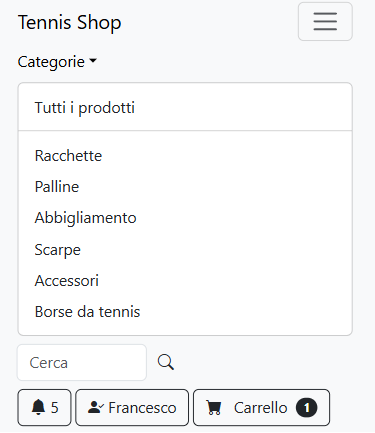 Tennis Shop
Categorie
Tutti i prodotti
Racchette
Palline
Abbigliamento
Scarpe
Accessori
Borse da tennis
Cerca
5 Francesco Carrello 1